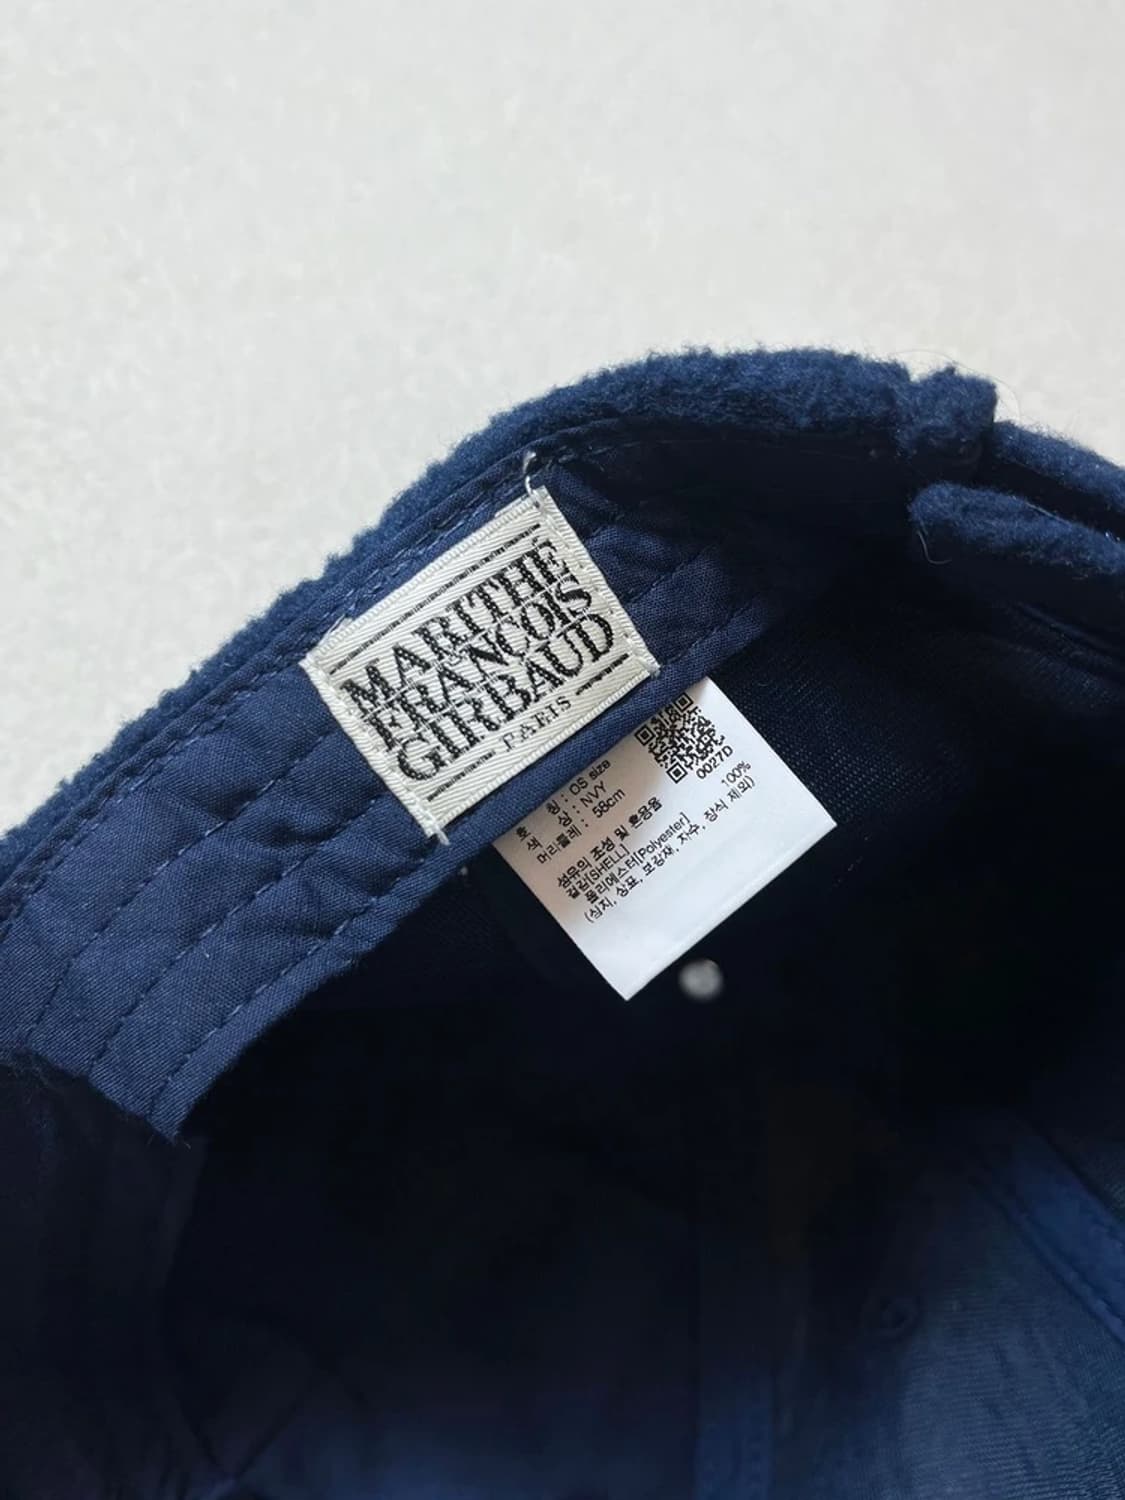 MARITHÉ
FRANCOIS
GIRBAUD
PARIS
0027D
호 칭 : OS size
색 상 : NVY
머리둘레 : 58cm
섬유의 조성 및 혼용율
겉감[SHELL]
폴리에스터[Polyester] 100%
(심지, 상표, 보강재, 자수, 장식 제외)